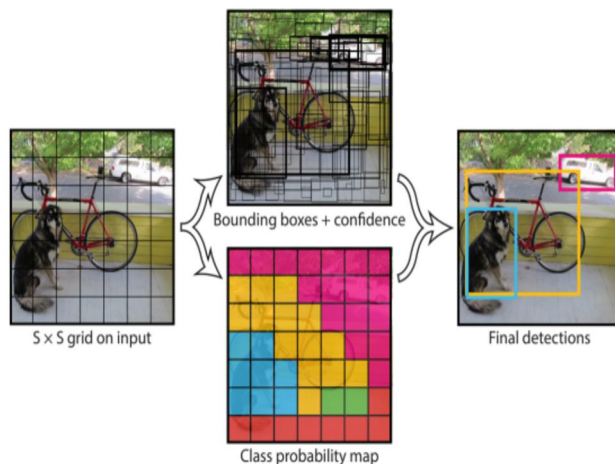 S × S grid on input
Bounding boxes + confidence
Class probability map
Final detections